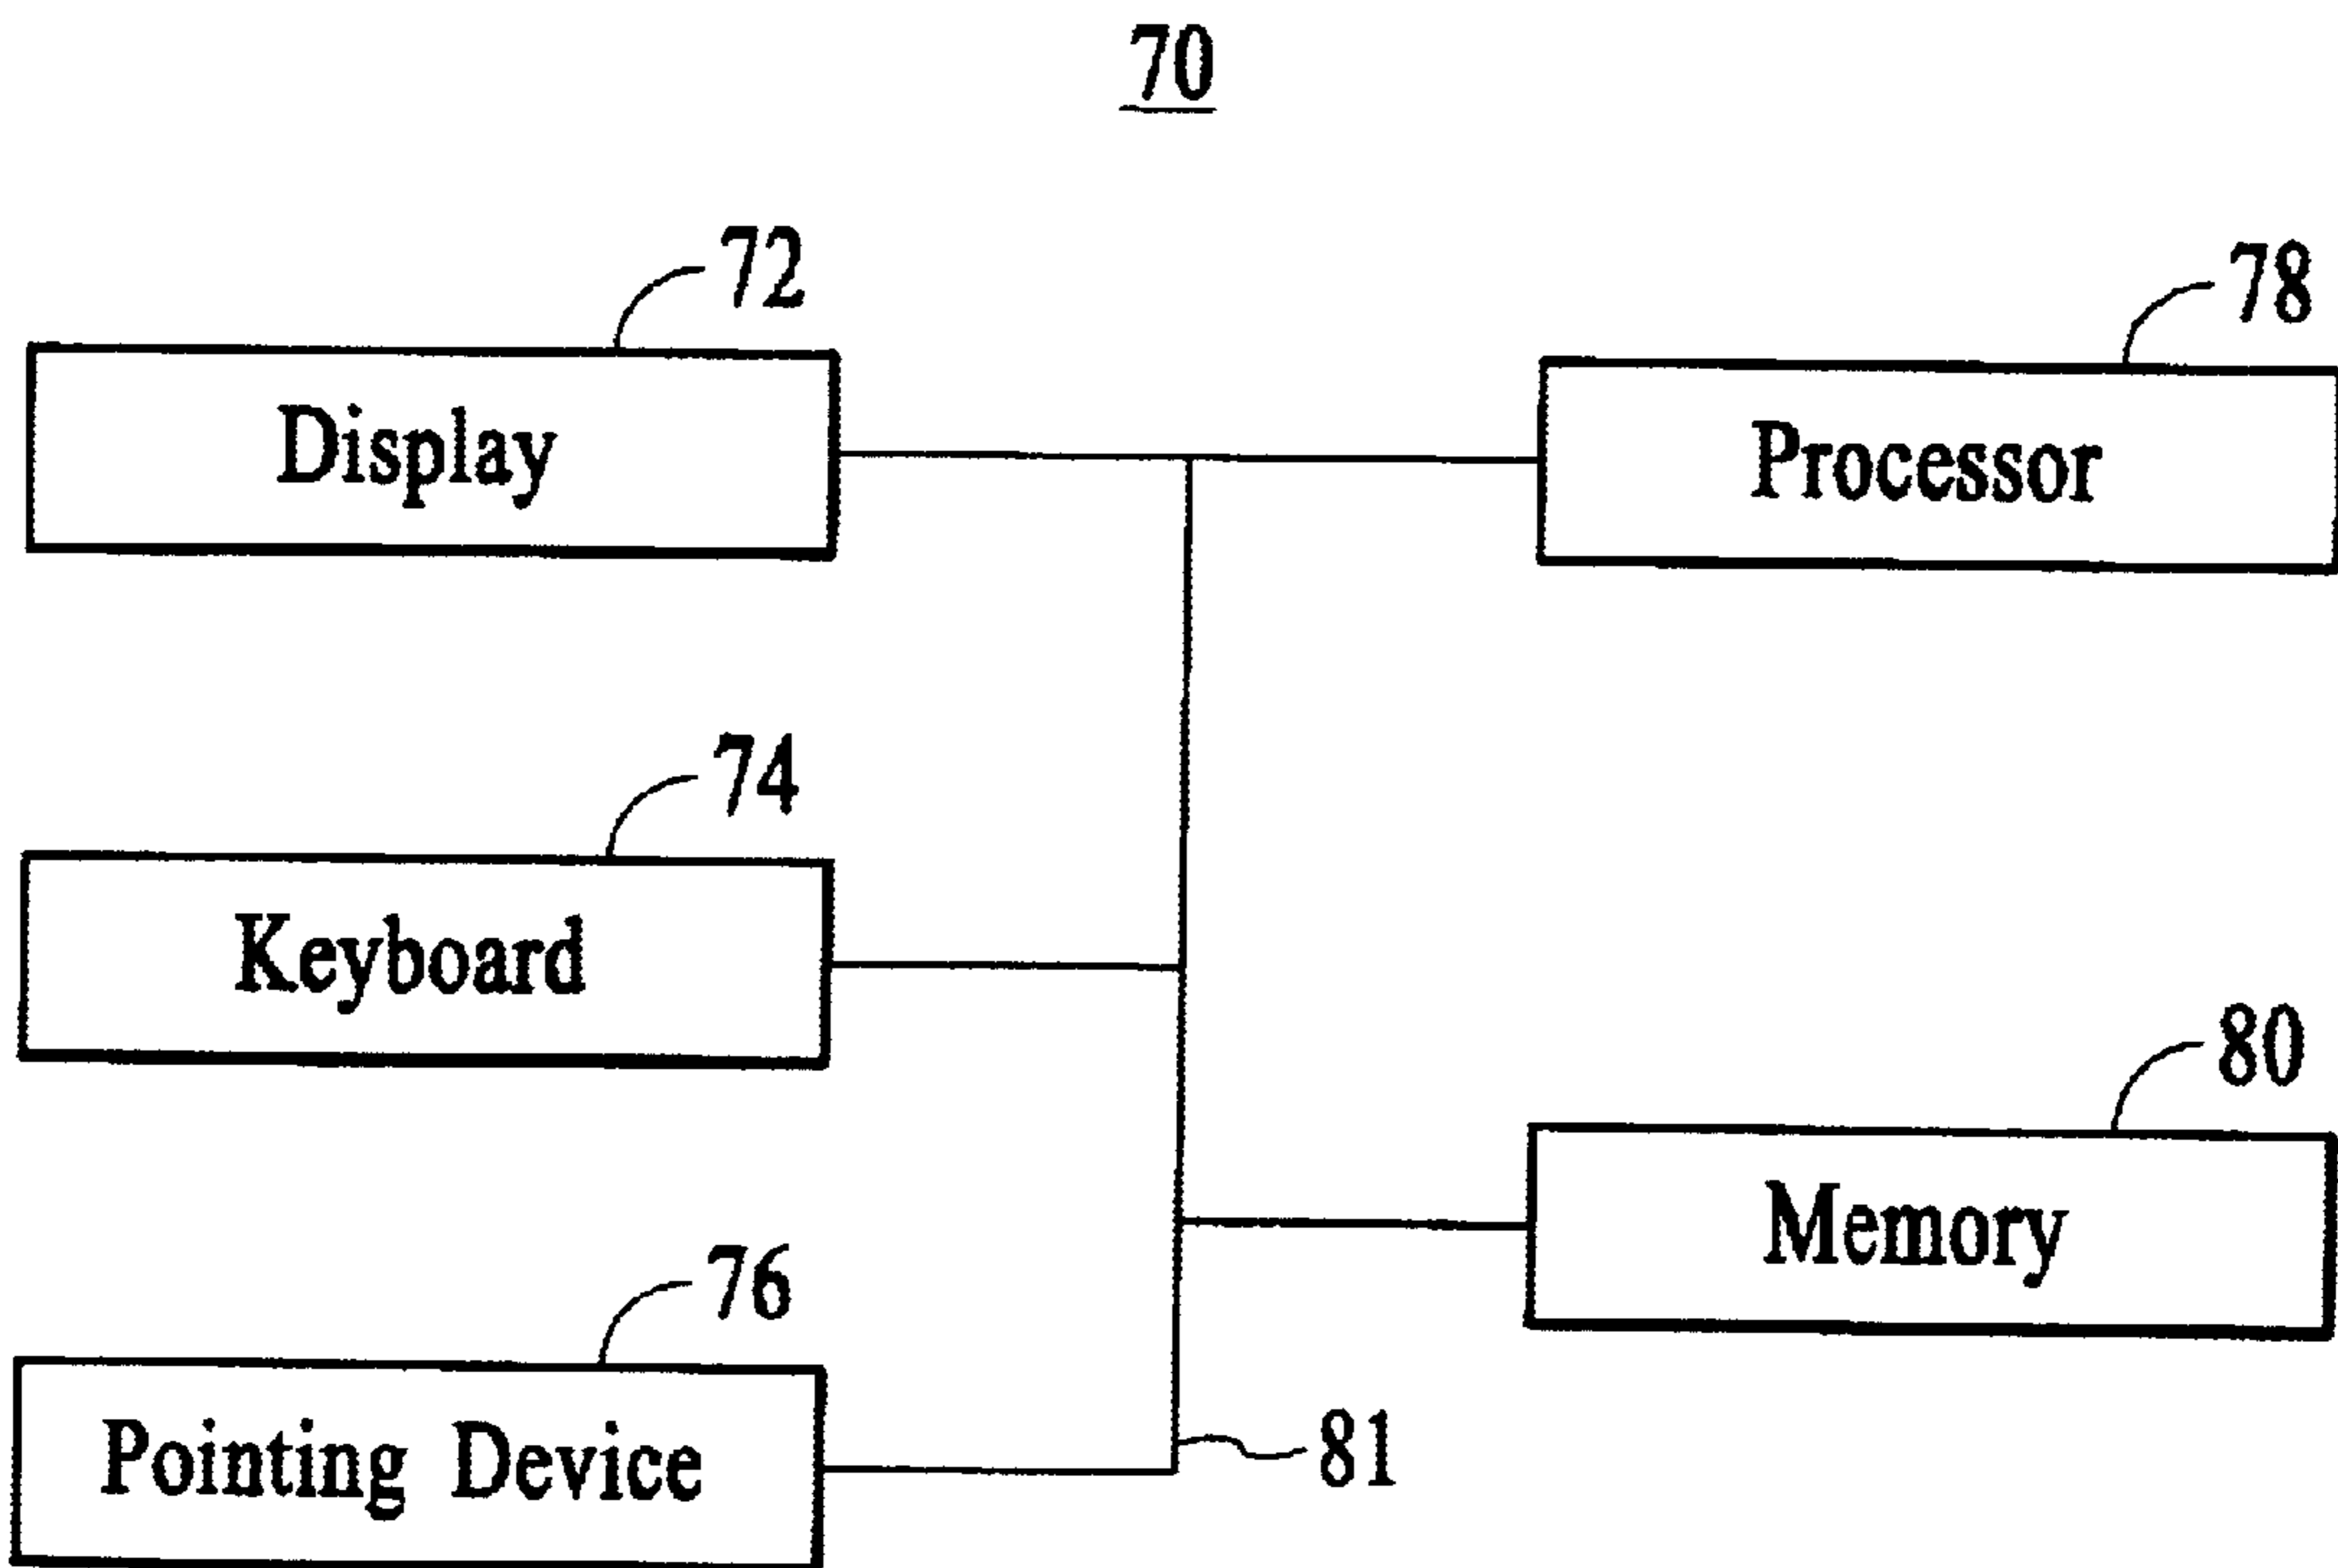 70
72
78
Display
Processor
74
Keyboard
80
Memory
76
Pointing Device
81